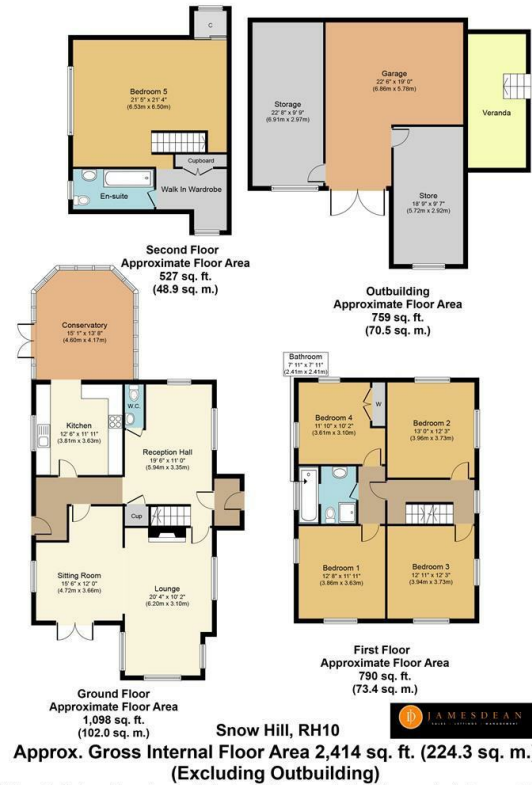 C
Bedroom 5
21' 5" x 21' 4"
(6.53m x 6.50m)
Cupboard
En-suite
Walk In Wardrobe
Second Floor
Approximate Floor Area
527 sq. ft.
(48.9 sq. m.)
Storage
22' 8" x 9' 9"
(6.91m x 2.97m)
Garage
22' 6" x 19' 0"
(6.86m x 5.78m)
Veranda
Store
18' 9" x 9' 7"
(5.72m x 2.92m)
Outbuilding
Approximate Floor Area
759 sq. ft.
(70.5 sq. m.)
Conservatory
15' 1" x 13' 8"
(4.60m x 4.17m)
Kitchen
12' 6" x 11' 11"
(3.81m x 3.63m)
W.C.
Reception Hall
19' 6" x 11' 0"
(5.94m x 3.35m)
Cup
Sitting Room
15' 6" x 12' 0"
(4.72m x 3.66m)
Lounge
20' 4" x 10' 2"
(6.20m x 3.10m)
Ground Floor
Approximate Floor Area
1,098 sq. ft.
(102.0 sq. m.)
Bathroom
7' 11" x 7' 11"
(2.41m x 2.41m)
Bedroom 4
11' 10" x 10' 2"
(3.61m x 3.10m)
W
Bedroom 2
13' 0" x 12' 3"
(3.96m x 3.73m)
Bedroom 1
12' 8" x 11' 11"
(3.86m x 3.63m)
Bedroom 3
12' 11" x 12' 3"
(3.94m x 3.73m)
First Floor
Approximate Floor Area
790 sq. ft.
(73.4 sq. m.)
JAMESDEAN
SALES . LETTINGS . MANAGEMENT
Snow Hill, RH10
Approx. Gross Internal Floor Area 2,414 sq. ft. (224.3 sq. m.
(Excluding Outbuilding)